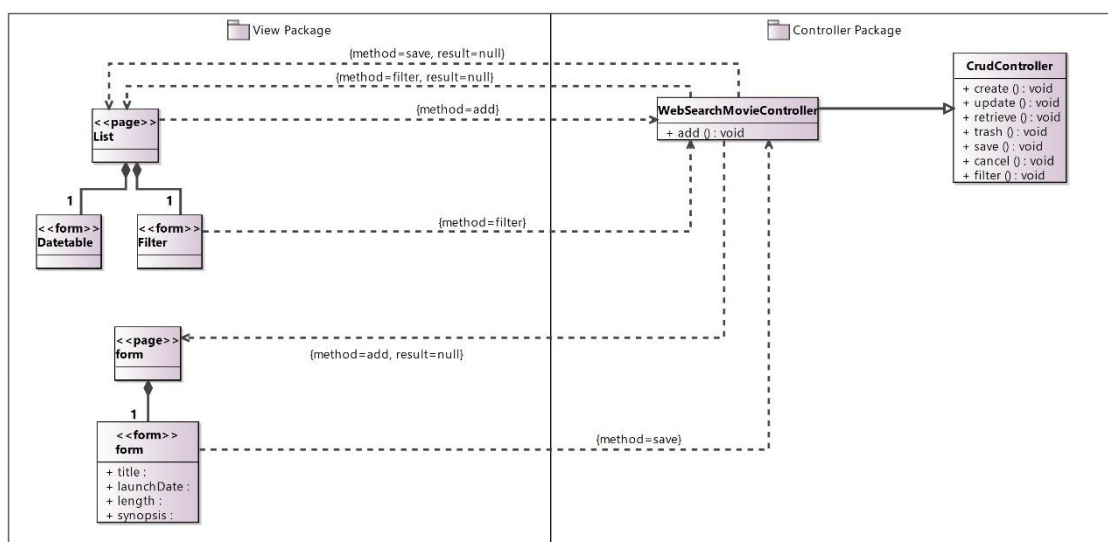 View Package
Controller Package
{method=save, result=null}
{method=filter, result=null}
{method=add}
<<page>>
List
1
1
<<form>>
Datetable
<<form>>
Filter
{method=filter}
WebSearchMovieController
+ add () : void
CrudController
+ create () : void
+ update () : void
+ retrieve () : void
+ trash () : void
+ save () : void
+ cancel () : void
+ filter () : void
<<page>>
form
{method=add, result=null}
1
<<form>>
form
+ title :
+ launchDate :
+ length :
+ synopsis :
{method=save}